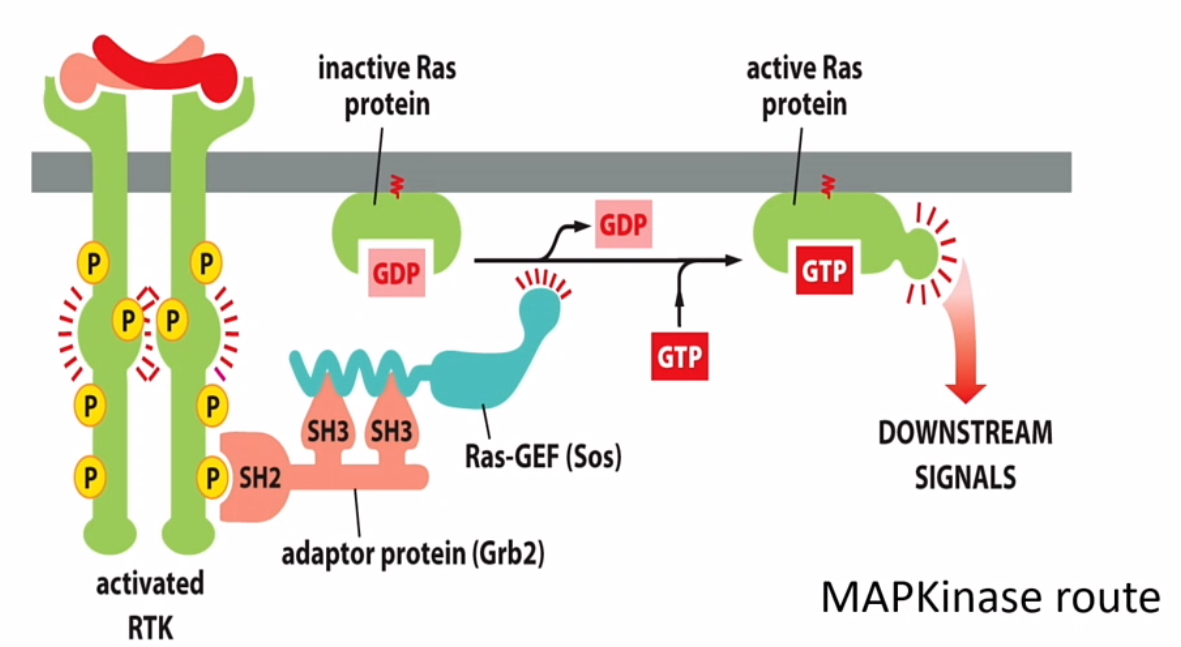 inactive Ras
protein
active Ras
protein
GDP
GDP
GTP
GTP
P
P
P
P
P
P
P
P
SH3
SH3
SH2
Ras-GEF (Sos)
adaptor protein (Grb2)
activated
RTK
DOWNSTREAM
SIGNALS
MAPKinase route